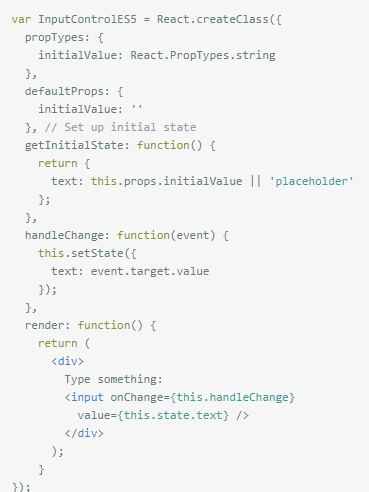 var InputControlES5 = React.createClass({
  propTypes: {
    initialValue: React.PropTypes.string
  },
  defaultProps: {
    initialValue: ''
  }, // Set up initial state
  getInitialState: function() {
    return {
      text: this.props.initialValue || 'placeholder'
    };
  },
  handleChange: function(event) {
    this.setState({
      text: event.target.value
    });
  },
  render: function() {
    return (
      <div>
        Type something:
        <input onChange={this.handleChange}
          value={this.state.text} />
        </div>
      );
    }
});